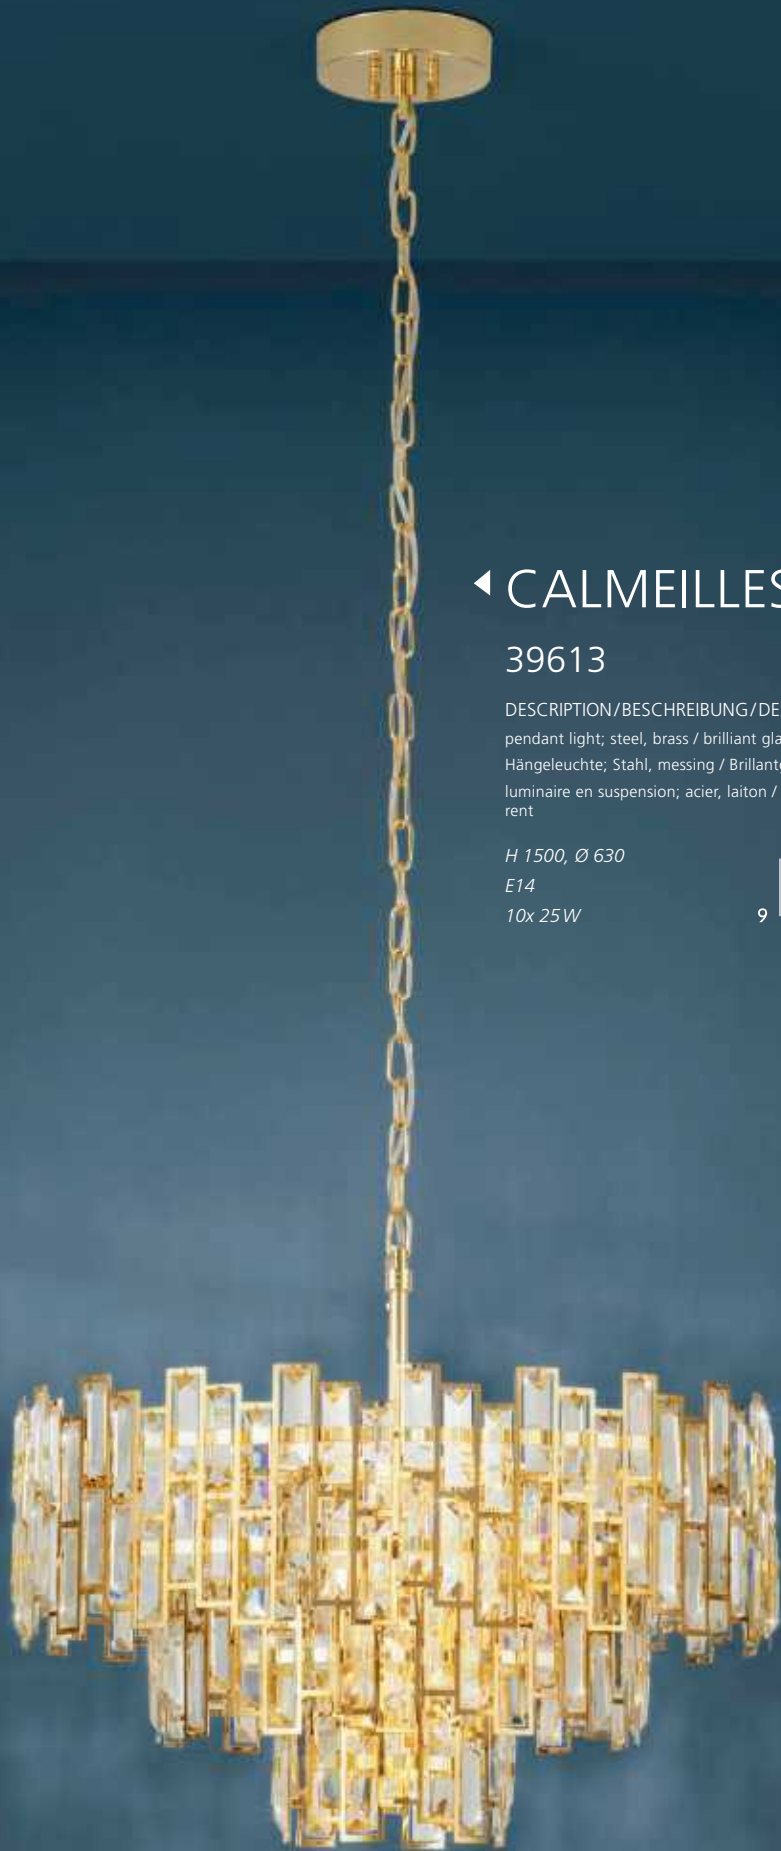 CALMEILLES
39613
DESCRIPTION/BESCHREIBUNG/DE
pendant light; steel, brass / brilliant gla
Hängeleuchte; Stahl, messing / Brillant
luminaire en suspension; acier, laiton /
rent
H 1500, Ø 630
E14
10x 25W 9